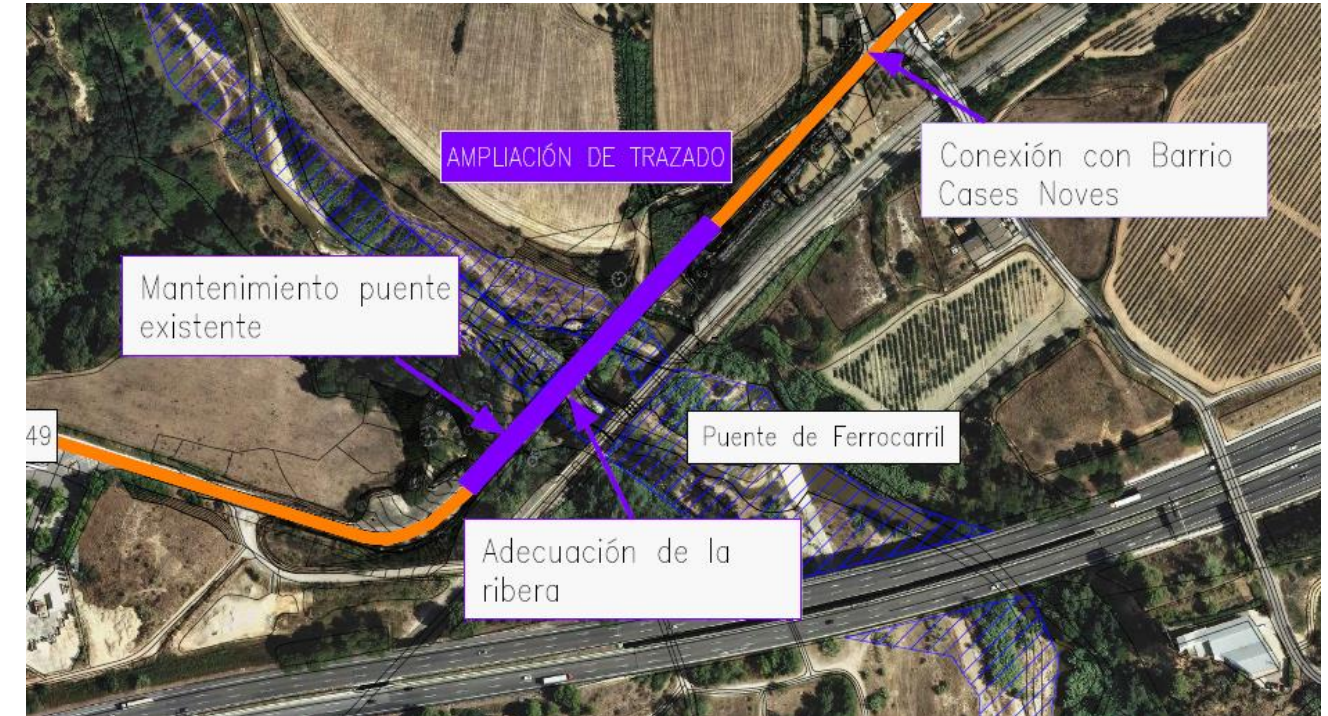 AMPLIACIÓN DE TRAZADO
Conexión con Barrio
Cases Noves
Mantenimiento puente
existente
49
Puente de Ferrocarril
Adecuación de la
ribera